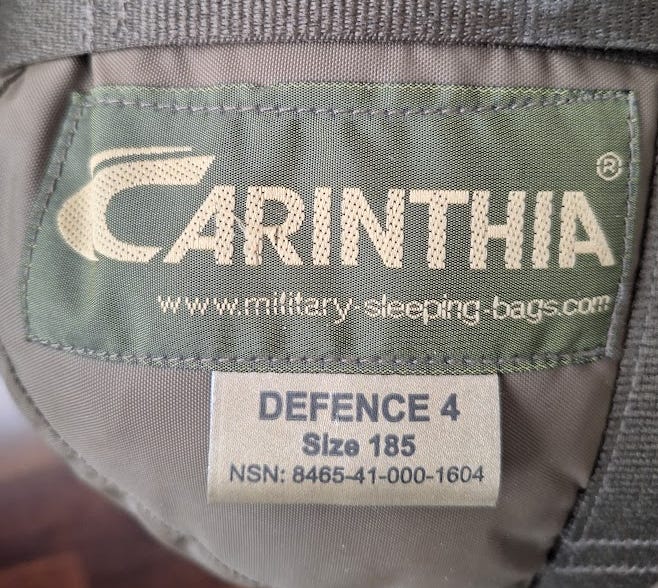 CARINTHIA®
www.military-sleeping-bags.com
DEFENCE 4
Size 185
NSN: 8465-41-000-1604